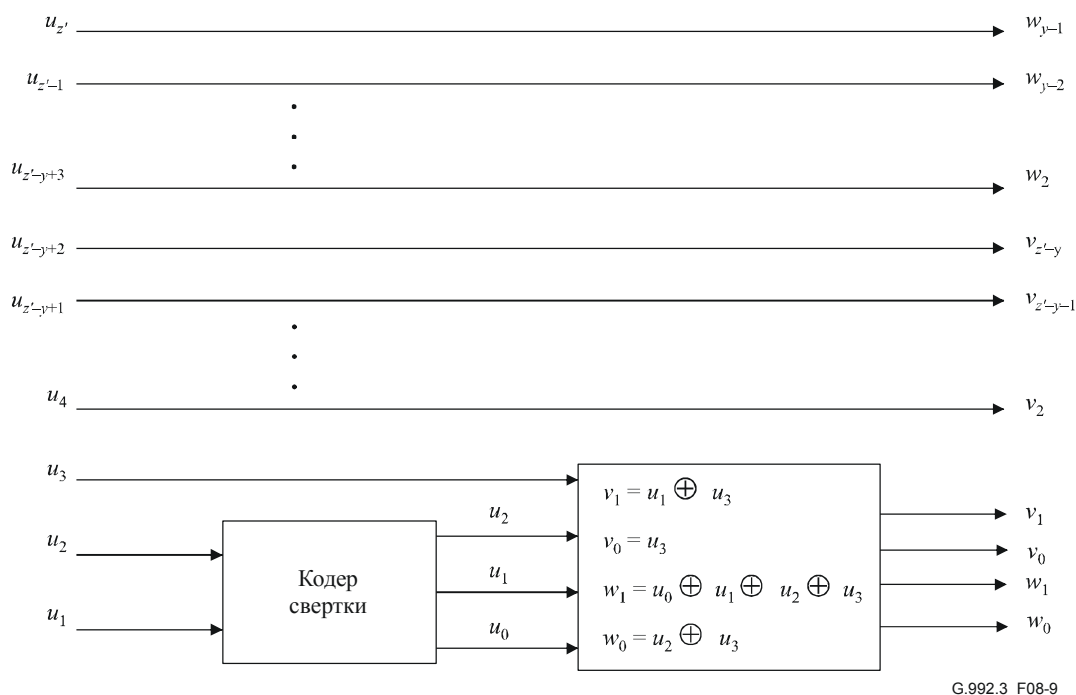 u_{z′} w_{y–1}
u_{z′–1} w_{y–2}
u_{z′–y+3} w_2
u_{z′–y+2} v_{z′–y}
u_{z′–y+1} v_{z′–y–1}
u_4 v_2
u_3
u_2
u_1
Кодер
свертки
u_2
u_1
u_0
v_1 = u_1 ⊕ u_3
v_0 = u_3
w_1 = u_0 ⊕ u_1 ⊕ u_2 ⊕ u_3
w_0 = u_2 ⊕ u_3
v_1
v_0
w_1
w_0
G.992.3_F08-9